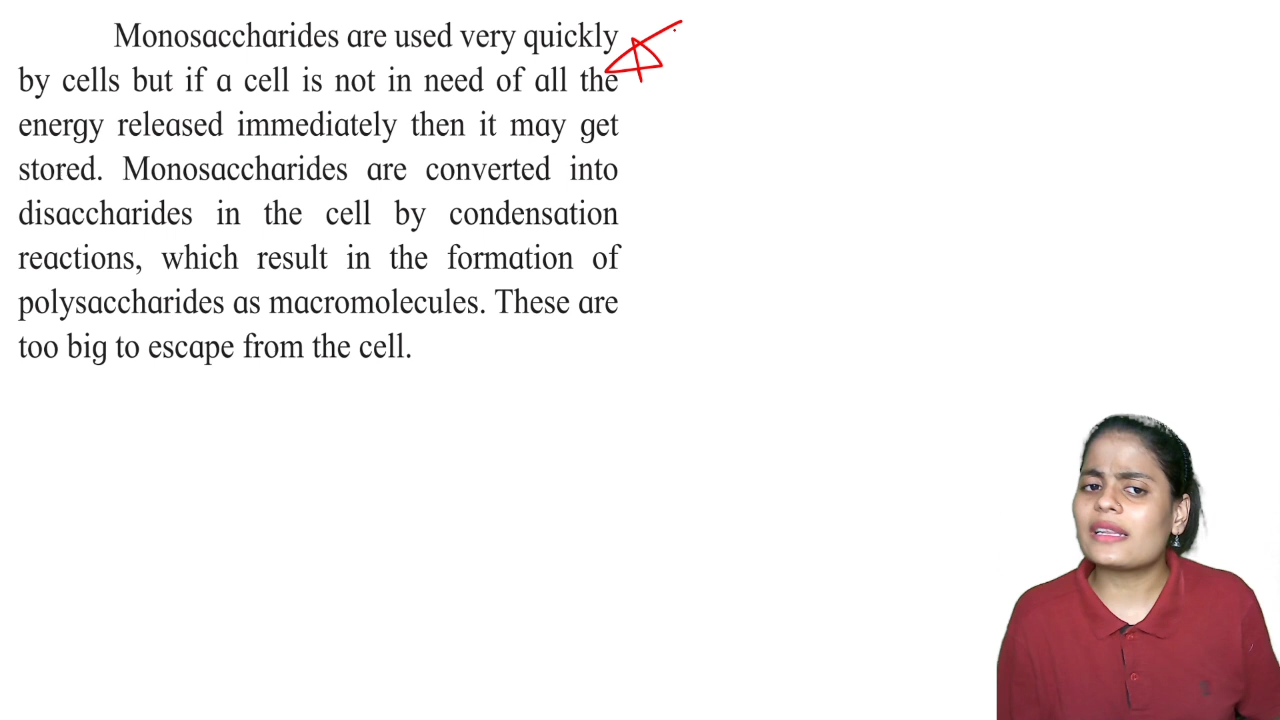 Monosaccharides are used very quickly
by cells but if a cell is not in need of all the
energy released immediately then it may get
stored. Monosaccharides are converted into
disaccharides in the cell by condensation
reactions, which result in the formation of
polysaccharides as macromolecules. These are
too big to escape from the cell.